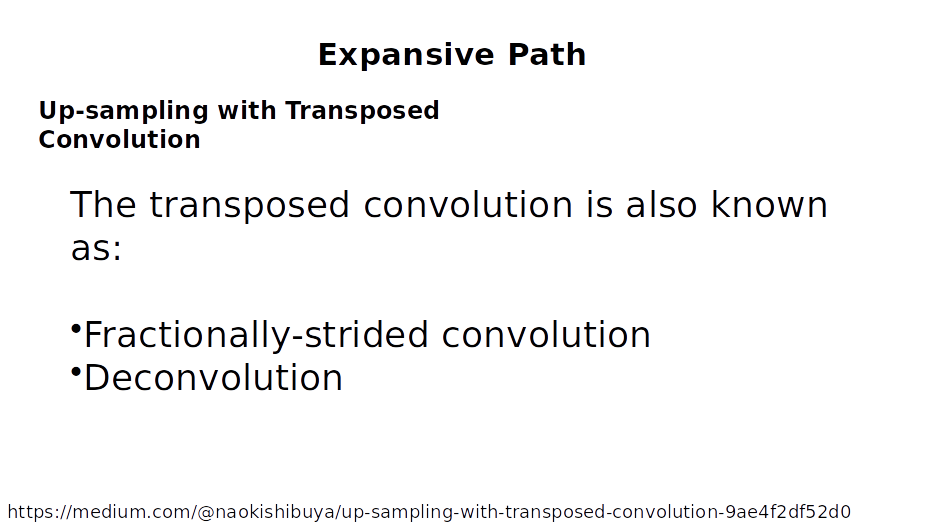 Expansive Path
Up-sampling with Transposed
Convolution
The transposed convolution is also known
as:
•Fractionally-strided convolution
•Deconvolution
https://medium.com/@naokishibuya/up-sampling-with-transposed-convolution-9ae4f2df52d0